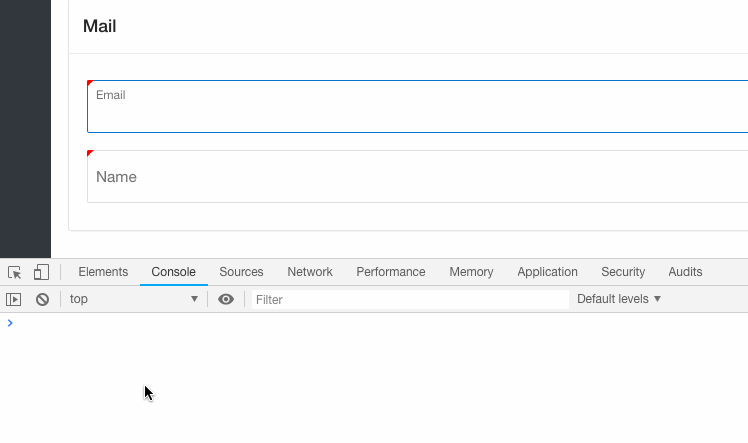 Mail
Email
Name
Elements Console Sources Network Performance Memory Application Security Audits
top Filter Default levels ▼
>